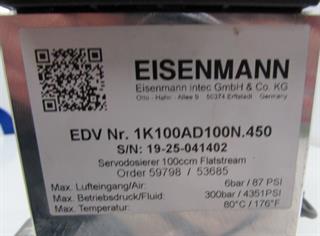 EISENMANN
Eisenmann intec GmbH & Co. KG
Otto - Hahn - Allee 9 50374 Erftstadt Germany
EDV Nr. 1K100AD100N.450
S/N: 19-25-041402
Servodosierer 100ccm Flatstream
Order 59798 / 53685
Max. Lufteingang/Air: 6bar / 87 PSI
Max. Betriebsdruck/Fluid: 300bar / 4351PSI
Max. Temperatur: 80°C / 176°F